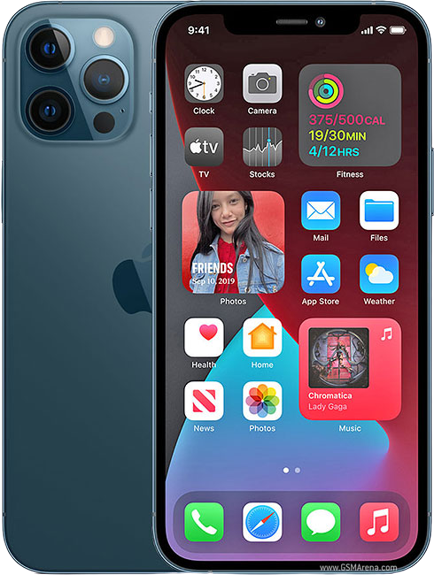 9:41
Clock
Camera
375/500CAL
19/30MIN
4/12HRS
tv
TV
Stocks
Fitness
FRIENDS
Sep 10, 2019
Photos
Mail
Files
App Store
Weather
Health
Home
Chromatica
Lady Gaga
News
Photos
Music
www.GSMArena.com